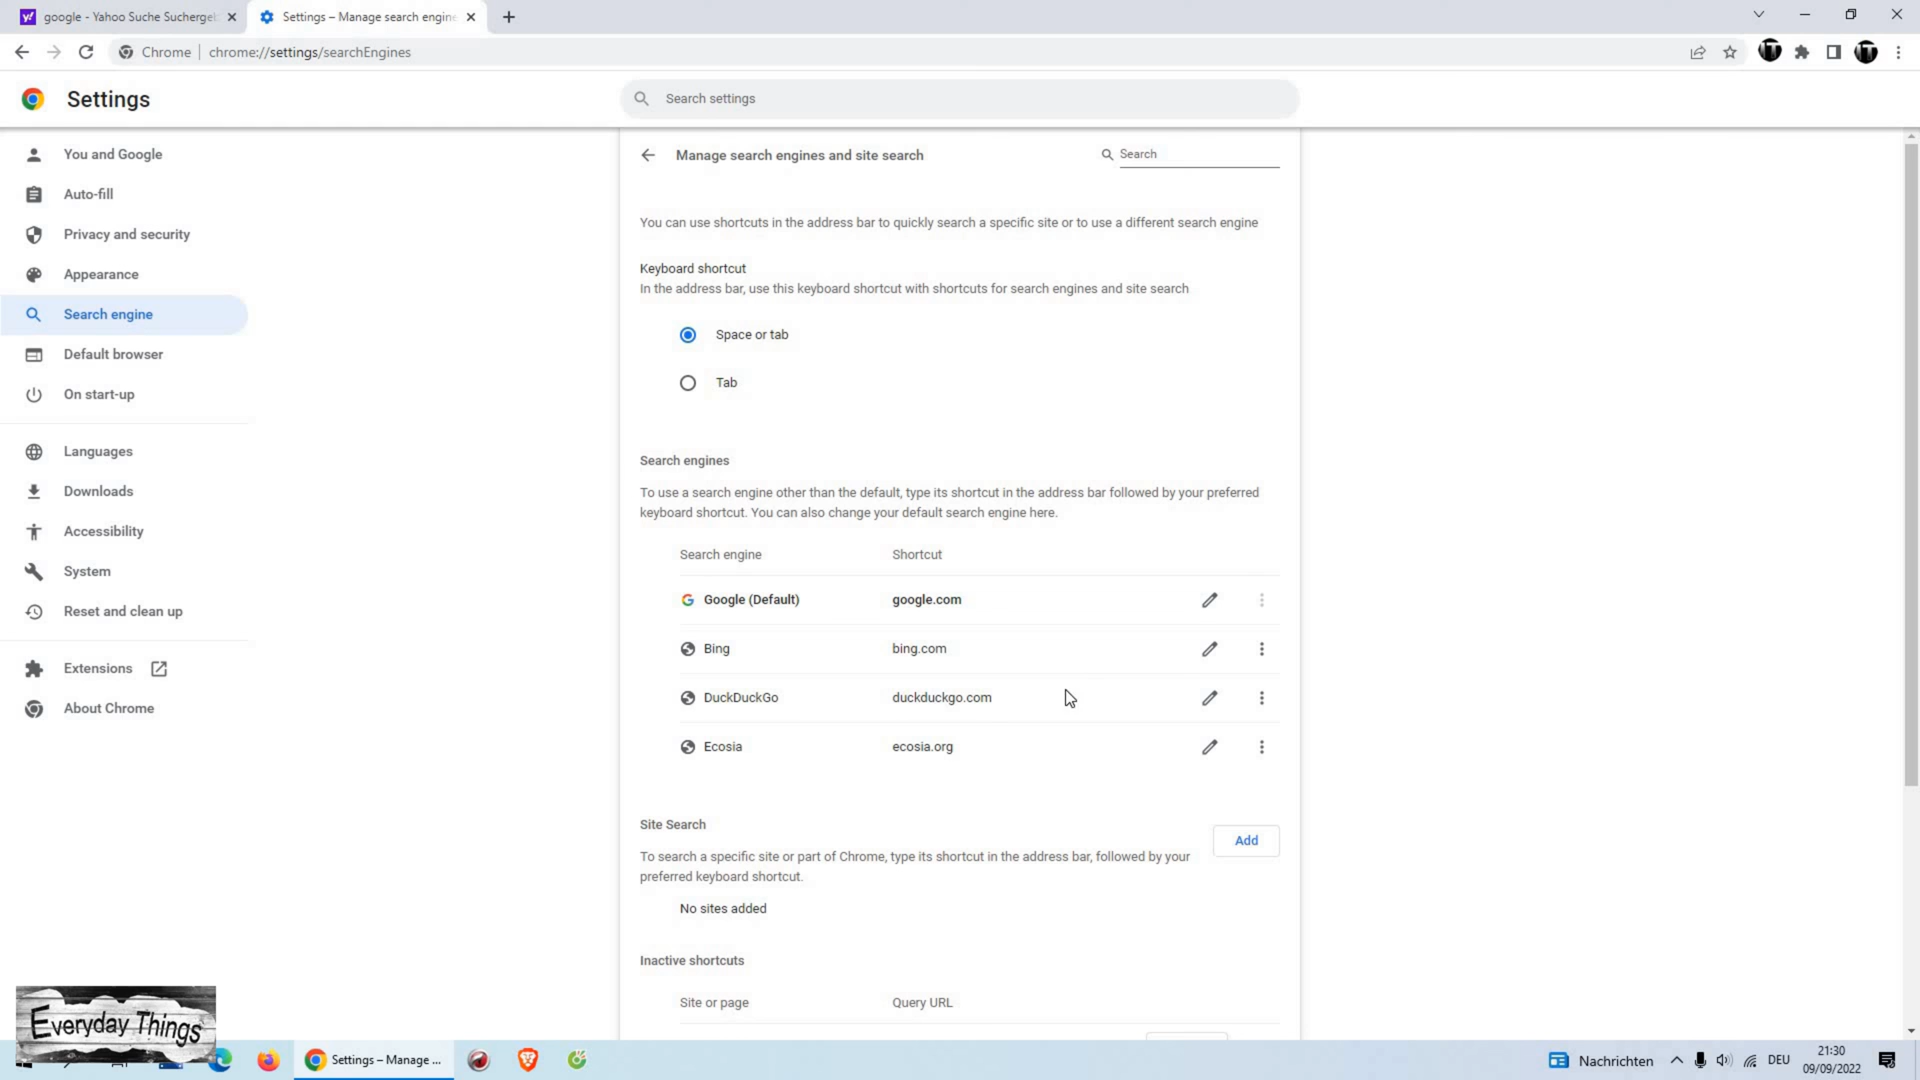 google - Yahoo Suche Suchergeb
Settings – Manage search engine
Chrome
chrome://settings/searchEngines
Settings
Search settings
You and Google
Auto-fill
Privacy and security
Appearance
Search engine
Default browser
On start-up
Languages
Downloads
Accessibility
System
Reset and clean up
Extensions
About Chrome
Manage search engines and site search
Search
You can use shortcuts in the address bar to quickly search a specific site or to use a different search engine
Keyboard shortcut
In the address bar, use this keyboard shortcut with shortcuts for search engines and site search
Space or tab
Tab
Search engines
To use a search engine other than the default, type its shortcut in the address bar followed by your preferred
keyboard shortcut. You can also change your default search engine here.
Search engine Shortcut
Google (Default) google.com
Bing bing.com
DuckDuckGo duckduckgo.com
Ecosia ecosia.org
Site Search
Add
To search a specific site or part of Chrome, type its shortcut in the address bar, followed by your
preferred keyboard shortcut.
No sites added
Inactive shortcuts
Site or page Query URL
Everyday Things
Settings – Manage ...
Nachrichten
DEU
21:30
09/09/2022